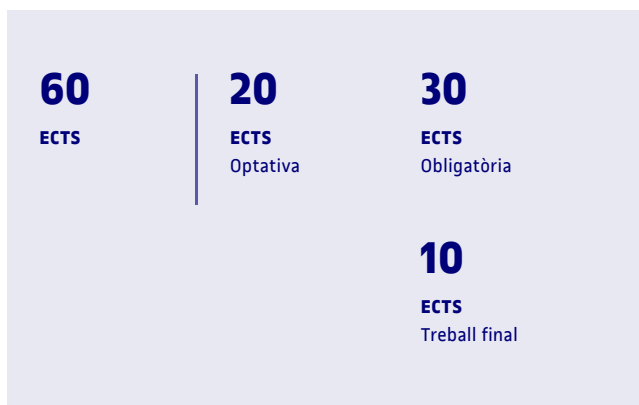 60
ECTS
20
ECTS
Optativa
30
ECTS
Obligatòria
10
ECTS
Treball final